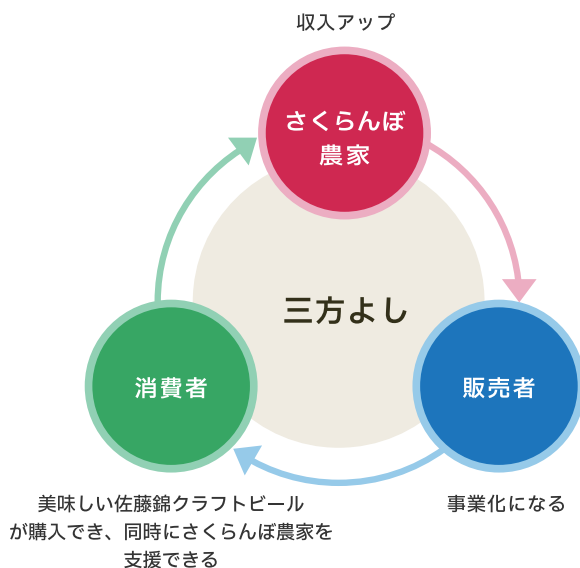 収入アップ
さくらんぼ
農家
三方よし
消費者
販売者
美味しい佐藤錦クラフトビール
が購入でき、同時にさくらんぼ農家を
支援できる
事業化になる